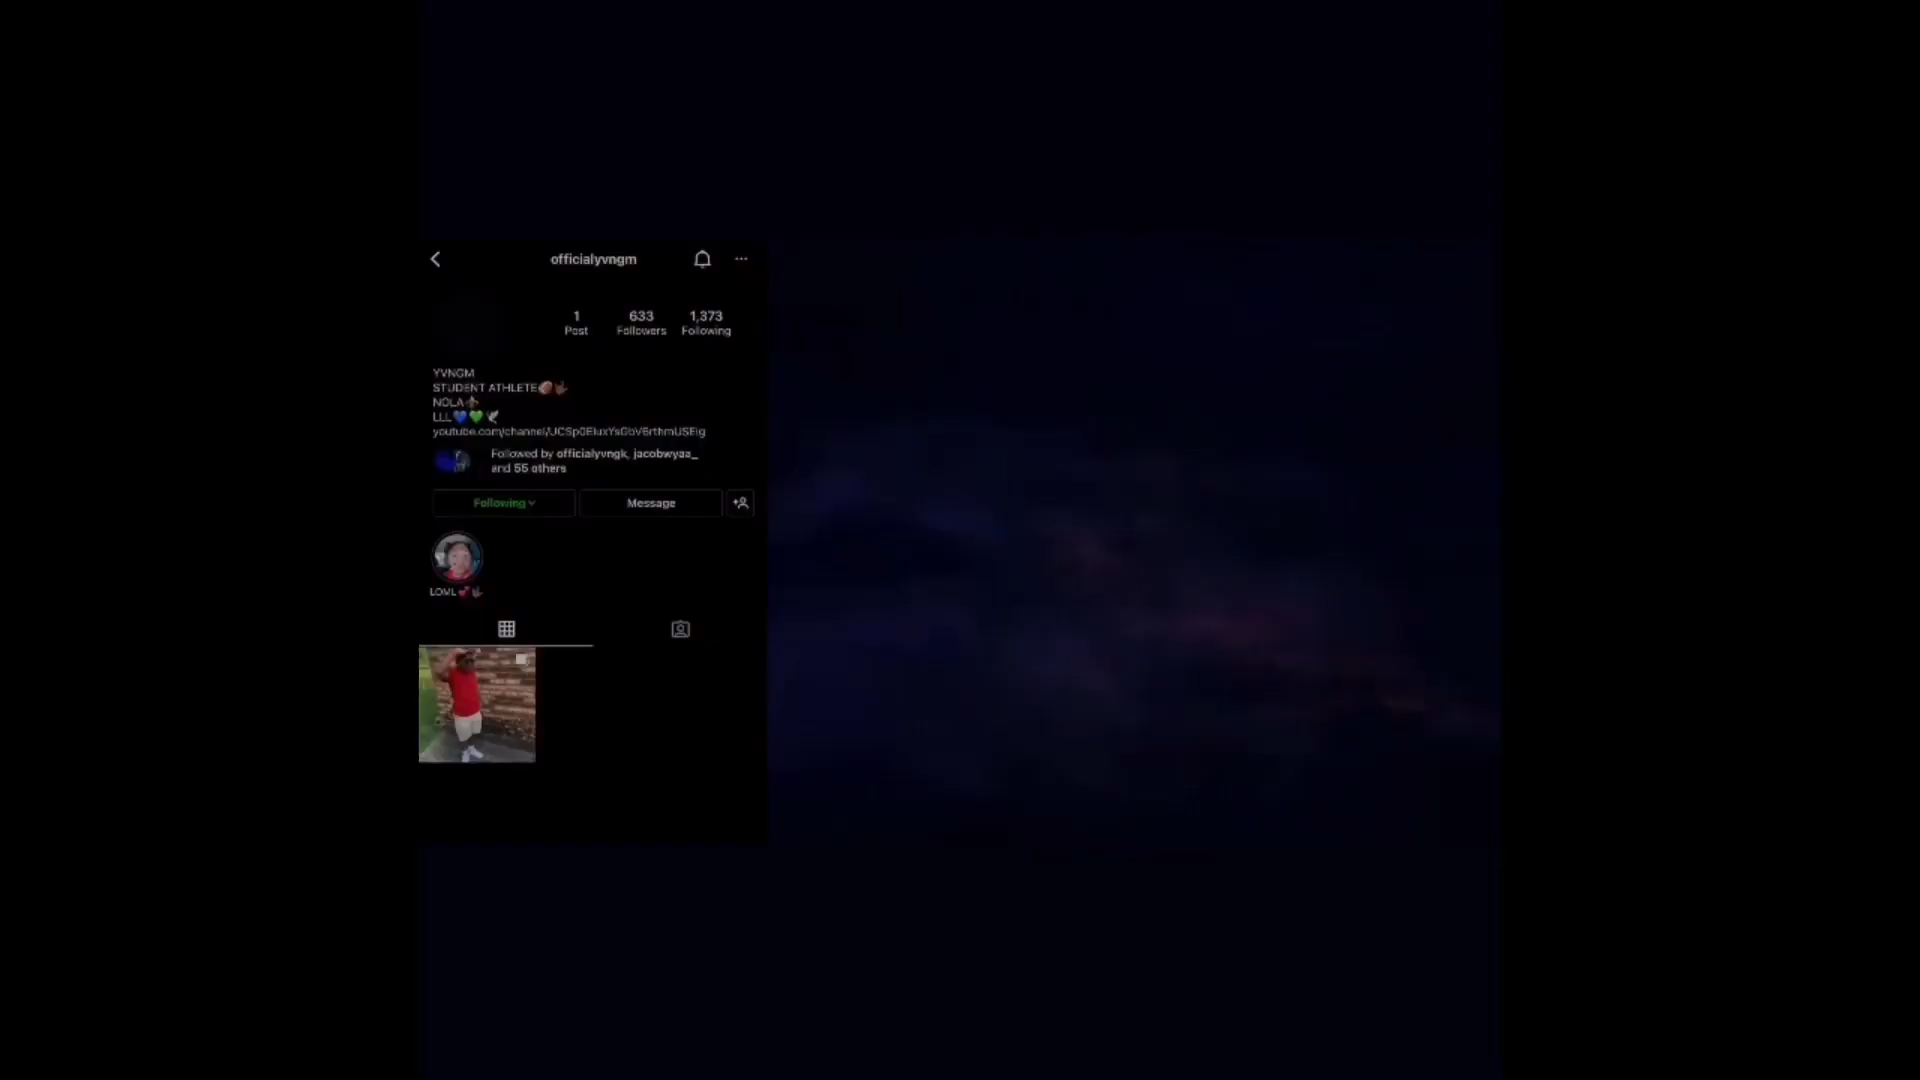 officialyvngm
1 633 1,373
Post Followers Following
YVNGM
STUDENT ATHLETE🏈🤟🏾
NOLA⚜️
LLL💙💚🕊
Followed by officialyvngk, jacobwyaa_
and 55 others
Following Message
LOML💕🤟🏾